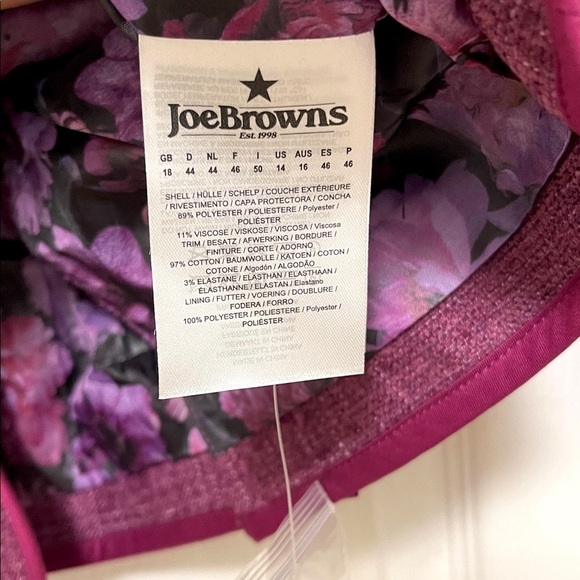 JOEBROWNS
Est. 1998
GB D NL F I US AUS ES P
18 44 44 46 50 14 16 46 46
SHELL / HÜLLE / SCHELP / COUCHE EXTÉRIEURE
/ RIVESTIMENTO / CAPA PROTECTORA / CONCHA
89% POLYESTER / POLIESTERE / Polyester /
POLIÉSTER
11% VISCOSE / VISKOSE / VISCOSA / Viscosa
TRIM / BESATZ / AFWERKING / BORDURE /
FINITURE / CORTE / ADORNO
97% COTTON / BAUMWOLLE / KATOEN / COTON /
COTONE / Algodón / ALGODÃO
3% ELASTANE / ELASTHAN / ELASTHAAN /
ÉLASTHANNE / ELASTAN / Elastano
LINING / FUTTER / VOERING / DOUBLURE /
FODERA / FORRO
100% POLYESTER / POLIESTERE / Polyester /
POLIÉSTER